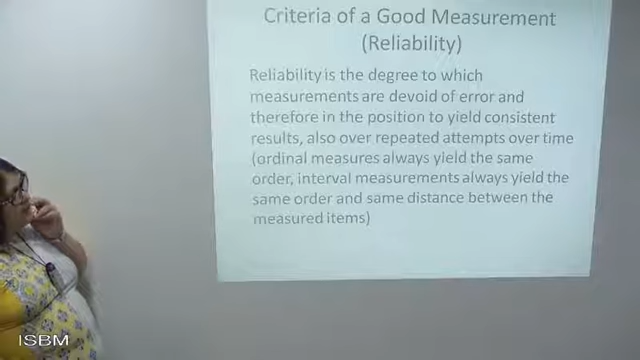 Criteria of a Good Measurement
(Reliability)
Reliability is the degree to which
measurements are devoid of error and
therefore in the position to yield consistent
results, also over repeated attempts over time
(ordinal measures always yield the same
order, interval measurements always yield the
same order and same distance between the
measured items)
ISBM